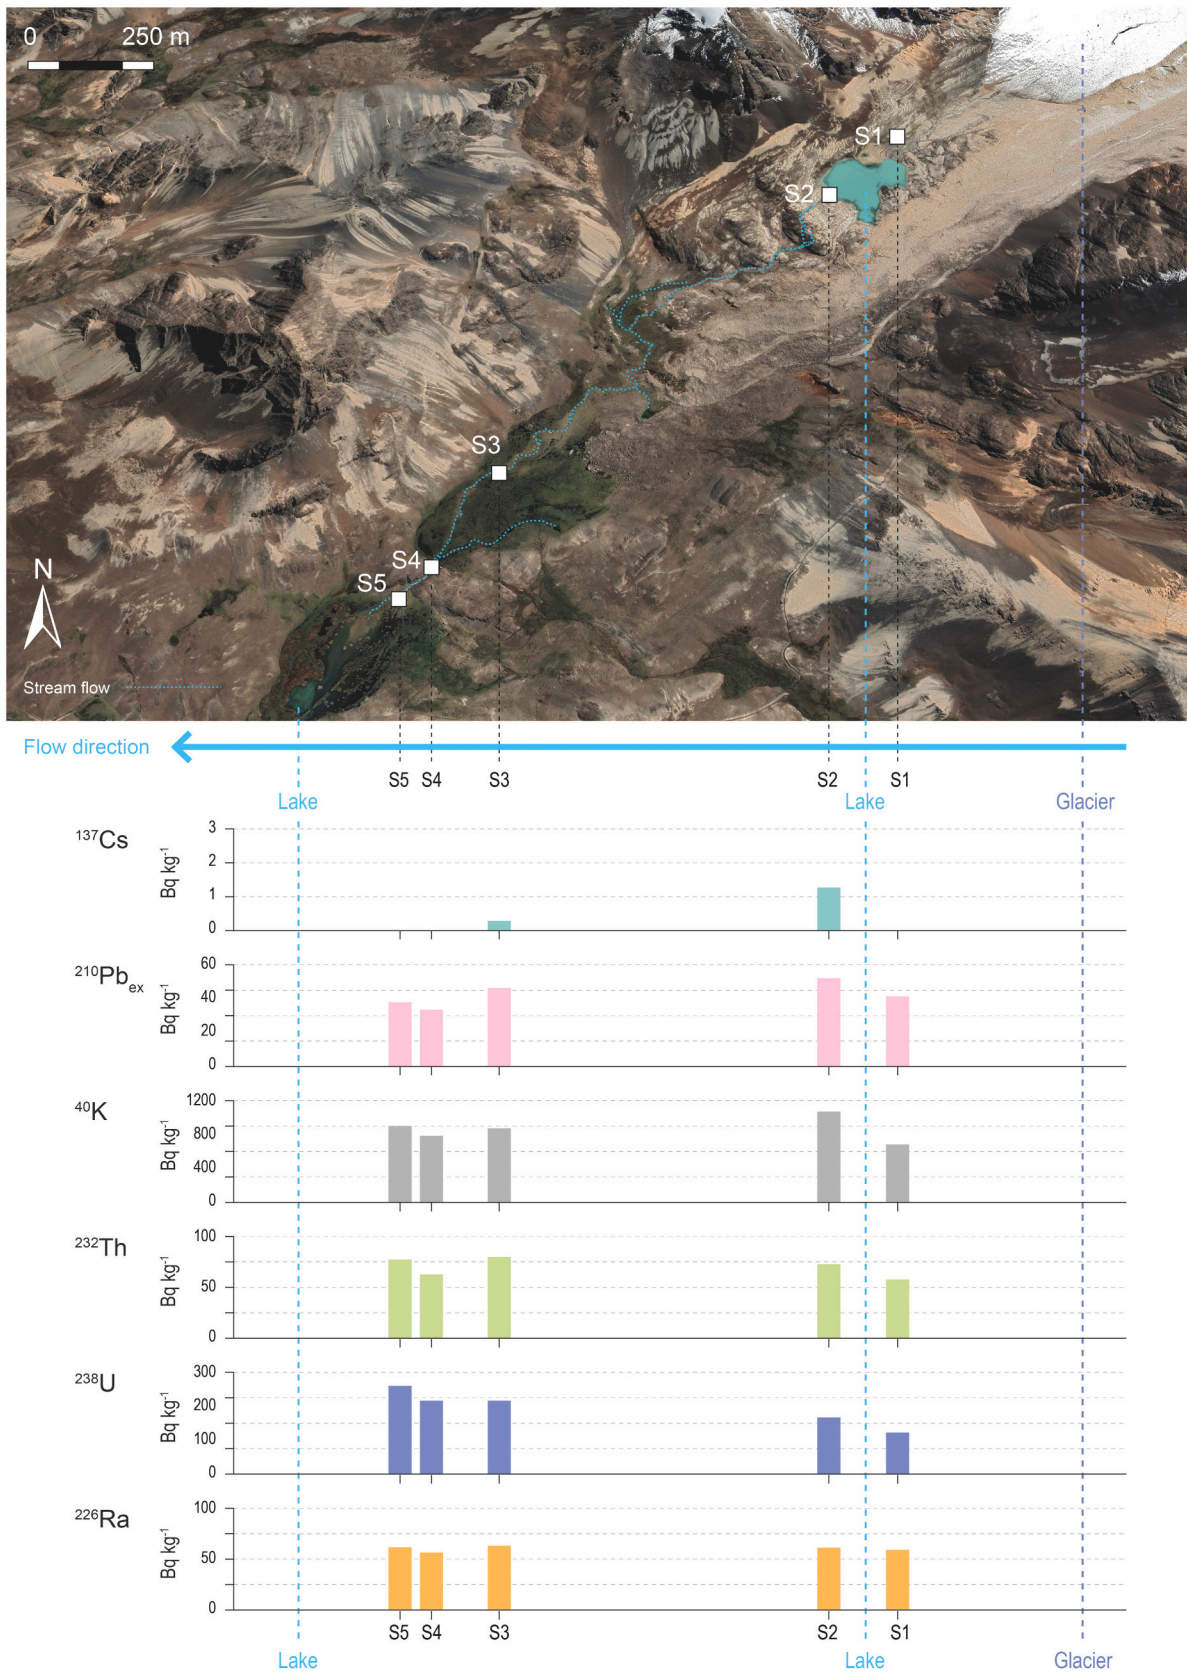 0 250 m
S1
S2
S3
S4
S5
N
Stream flow
Flow direction
S5 S4 S3 S2 S1
Lake Lake Glacier
¹³⁷Cs
Bq kg⁻¹
3
2
1
0
²¹⁰Pbₑₓ
Bq kg⁻¹
60
40
20
0
⁴⁰K
Bq kg⁻¹
1200
800
400
0
²³²Th
Bq kg⁻¹
100
50
0
²³⁸U
Bq kg⁻¹
300
200
100
0
²²⁶Ra
Bq kg⁻¹
100
50
0
S5 S4 S3 S2 S1
Lake Lake Glacier